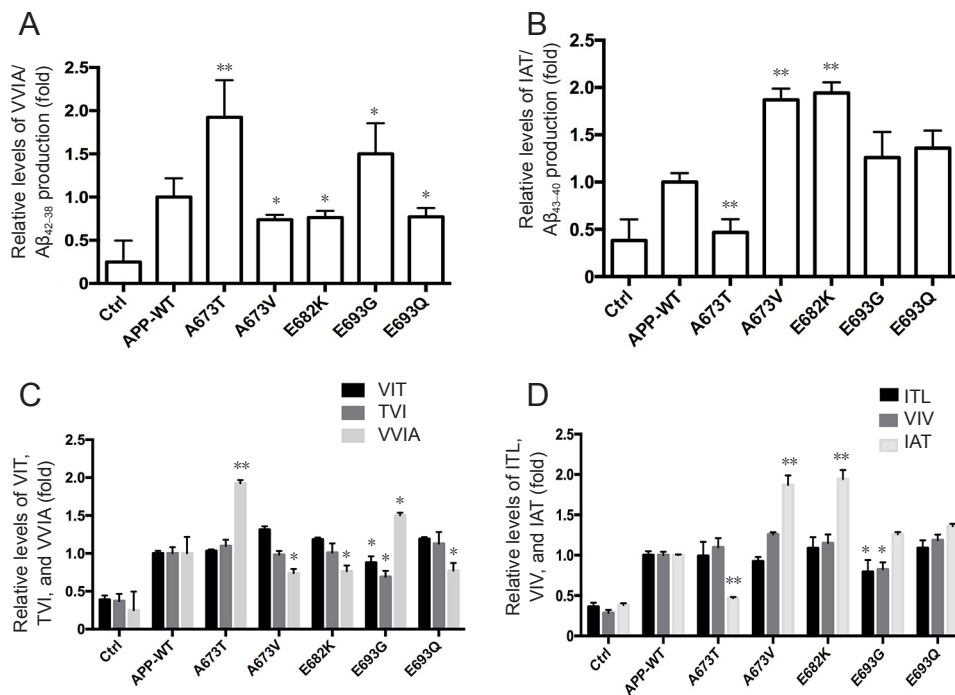 A
Relative levels of VVIA/
Aβ42–38 production (fold)
2.5
2.0
1.5
1.0
0.5
0
**
*
*
*
*
Ctrl
APP-WT
A673T
A673V
E682K
E693G
E693Q
B
Relative levels of IAT/
Aβ43–40 production (fold)
2.5
2.0
1.5
1.0
0.5
0
**
**
**
Ctrl
APP-WT
A673T
A673V
E682K
E693G
E693Q
C
VIT
TVI
VVIA
Relative levels of VIT,
TVI, and VVIA (fold)
2.5
2.0
1.5
1.0
0.5
0
**
*
*
*
*
*
*
Ctrl
APP-WT
A673T
A673V
E682K
E693G
E693Q
D
ITL
VIV
IAT
Relative levels of ITL,
VIV, and IAT (fold)
2.5
2.0
1.5
1.0
0.5
0
**
**
**
*
*
Ctrl
APP-WT
A673T
A673V
E682K
E693G
E693Q